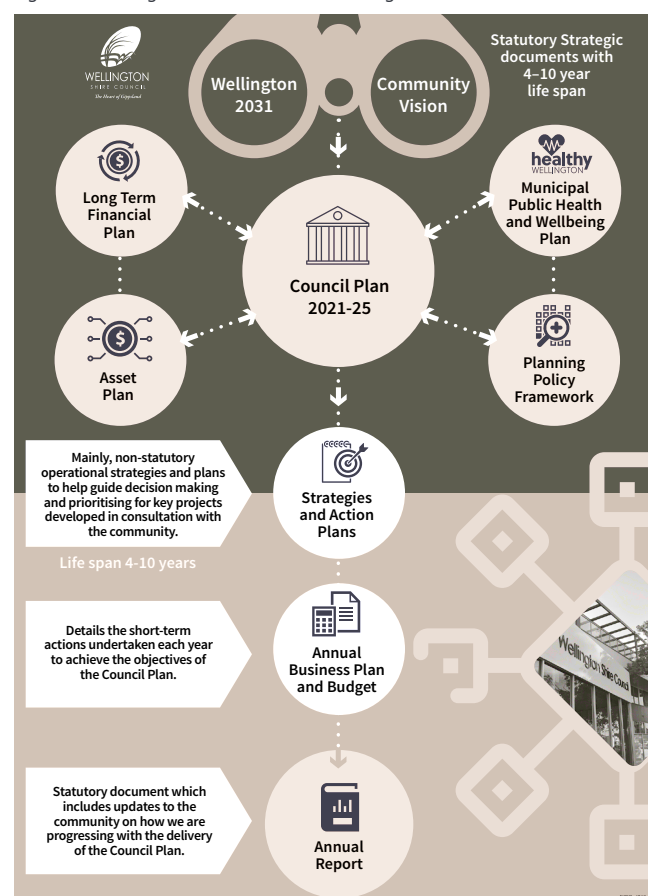 WELLINGTON
SHIRE COUNCIL
The Heart of Gippsland
Wellington
2031
Community
Vision
Statutory Strategic
documents with
4–10 year
life span
Long Term
Financial
Plan
healthy
WELLINGTON
Municipal
Public Health
and Wellbeing
Plan
Council Plan
2021-25
Asset
Plan
Planning
Policy
Framework
Mainly, non-statutory
operational strategies and plans
to help guide decision making
and prioritising for key projects
developed in consultation with
the community.
Strategies
and Action
Plans
Life span 4-10 years
Details the short-term
actions undertaken each year
to achieve the objectives of
the Council Plan.
Annual
Business Plan
and Budget
Wellington Shire Council
Statutory document which
includes updates to the
community on how we are
progressing with the delivery
of the Council Plan.
Annual
Report